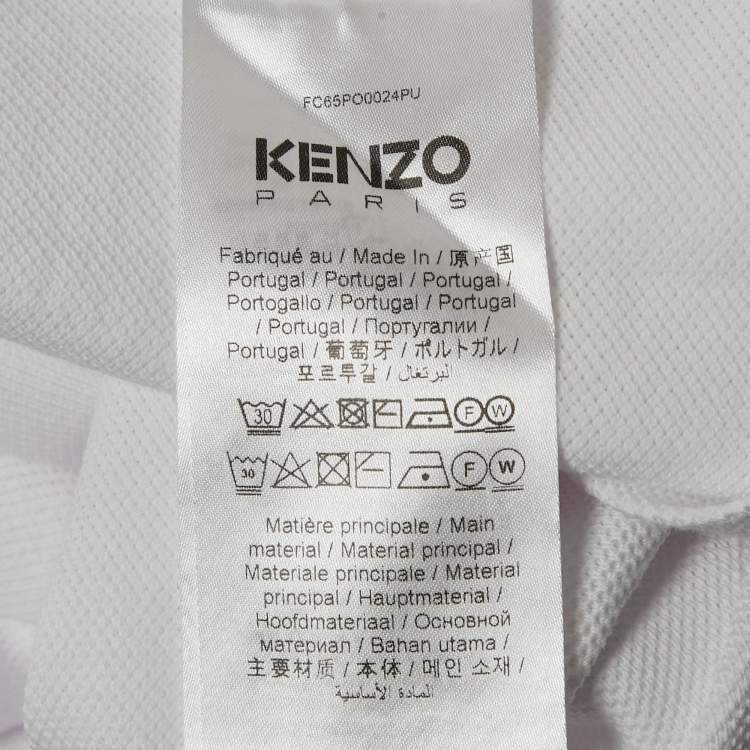 FC65PO0024PU
KENZO
PARIS
Fabriqué au / Made In / 原产国
Portugal / Portugal / Portugal /
Portogallo / Portugal / Portugal
/ Portugal / Португалии /
Portugal / 葡萄牙 / ポルトガル /
포르투갈 / البرتغال
30 F W
30 F W
Matière principale / Main
material / Material principal /
Materiale principale / Material
principal / Hauptmaterial /
Hoofdmateriaal / Основной
материал / Bahan utama /
主要材质 / 本体 / 메인 소재 /
المادة الأساسية